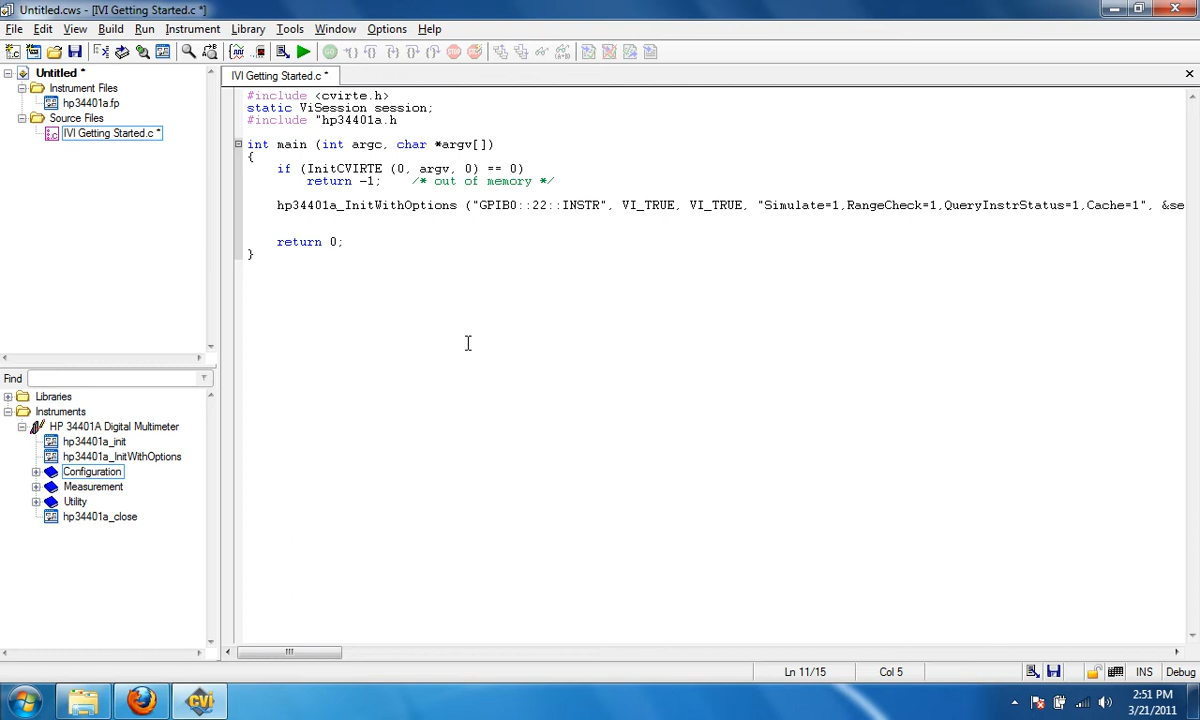 Untitled.cws - [IVI Getting Started.c *]
File Edit View Build Run Instrument Library Tools Window Options Help
Untitled *
Instrument Files
hp34401a.fp
Source Files
IVI Getting Started.c *
IVI Getting Started.c *
#include <cvirte.h>
static ViSession session;
#include "hp34401a.h
int main (int argc, char *argv[])
{
if (InitCVIRTE (0, argv, 0) == 0)
return -1; /* out of memory */
hp34401a_InitWithOptions ("GPIB0::22::INSTR", VI_TRUE, VI_TRUE, "Simulate=1,RangeCheck=1,QueryInstrStatus=1,Cache=1", &se
return 0;
}
Find
Libraries
Instruments
HP 34401A Digital Multimeter
hp34401a_init
hp34401a_InitWithOptions
Configuration
Measurement
Utility
hp34401a_close
Ln 11/15 Col 5 INS Debug
CVI
2:51 PM
3/21/2011